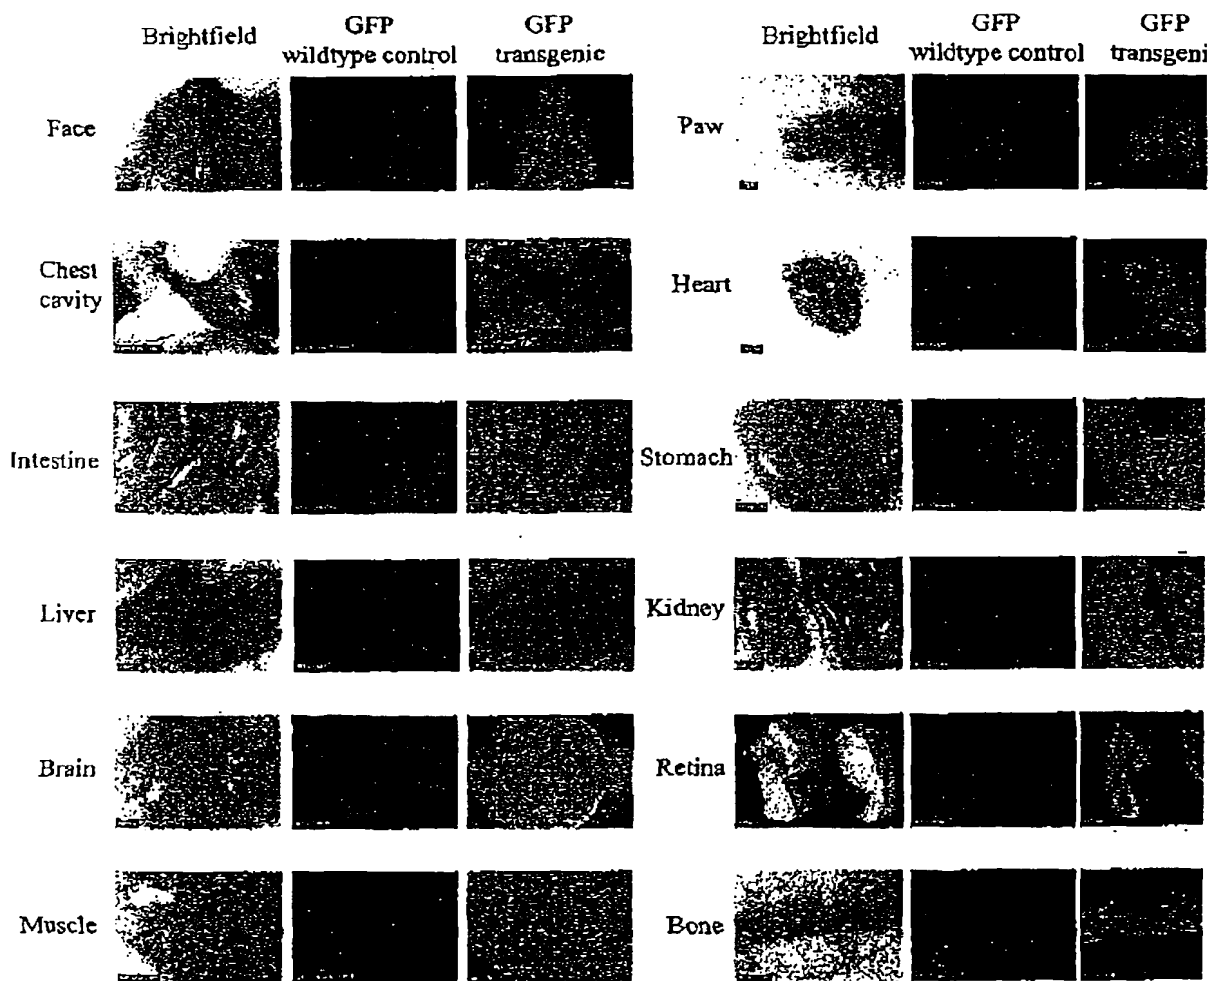 Brightfield
GFP
wildtype control
GFP
transgenic
Brightfield
GFP
wildtype control
GFP
transgeni
Face
Paw
Chest
cavity
Heart
Intestine
Stomach
Liver
Kidney
Brain
Retina
Muscle
Bone